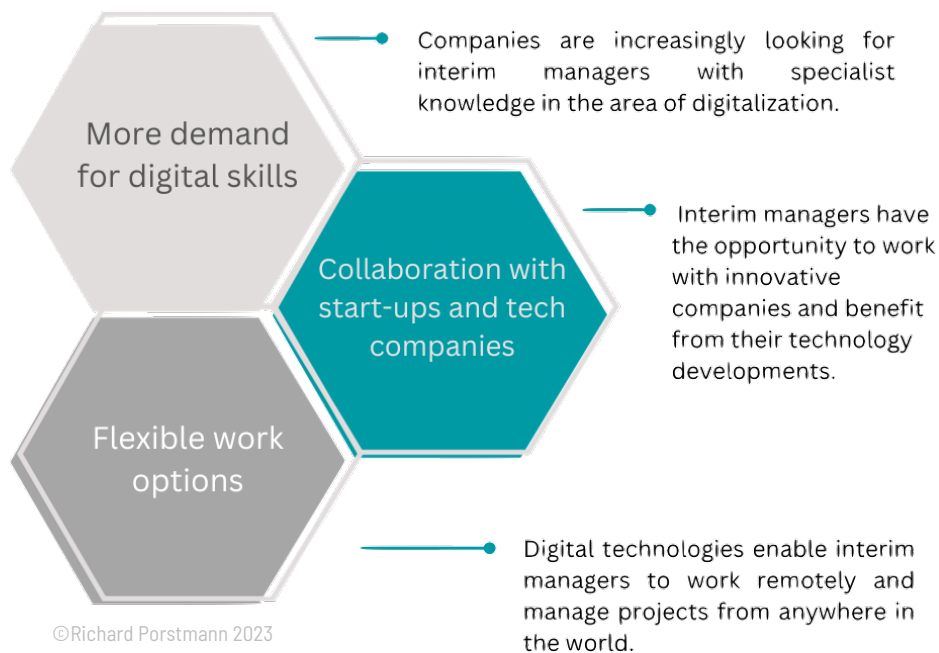 More demand
for digital skills
Companies are increasingly looking for
interim managers with specialist
knowledge in the area of digitalization.
Collaboration with
start-ups and tech
companies
Interim managers have
the opportunity to work
with innovative
companies and benefit
from their technology
developments.
Flexible work
options
Digital technologies enable interim
managers to work remotely and
manage projects from anywhere in
the world.
©Richard Porstmann 2023